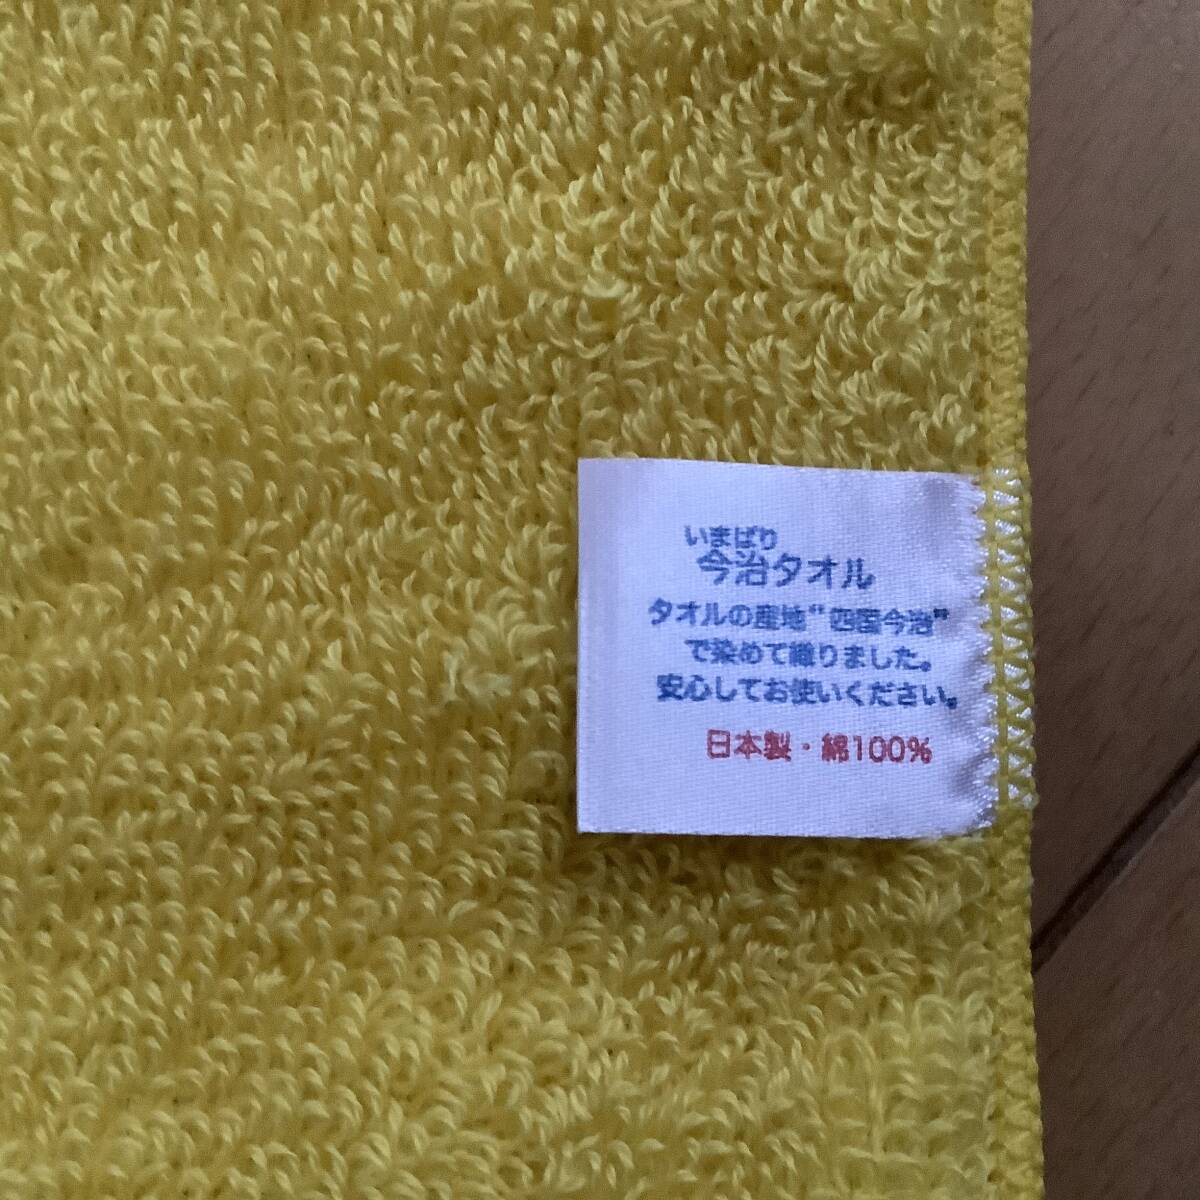 いまばり
今治タオル
タオルの産地“四国今治”
で染めて織りました。
安心してお使いください。
日本製・綿100%